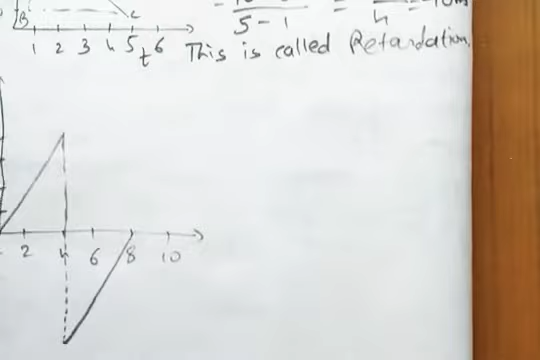 B C
5-1 = 4
1 2 3 4 5 6
t This is called Retardation.
2 4 6 8 10